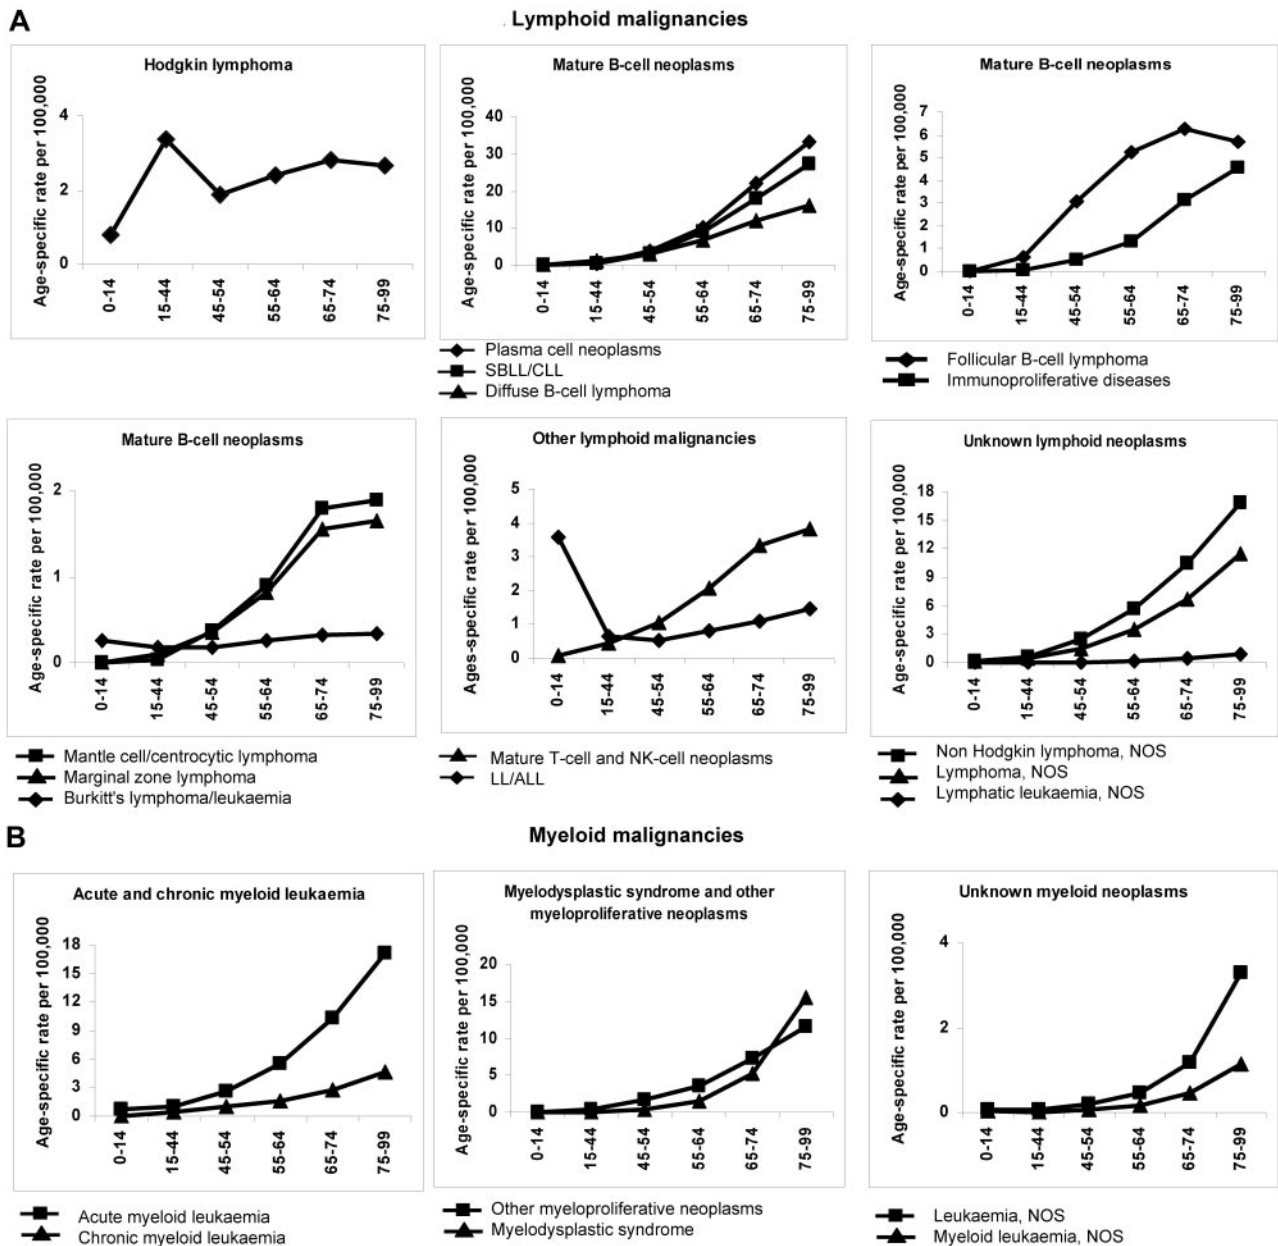 A
Lymphoid malignancies
Hodgkin lymphoma
Age-specific rate per 100,000
4
2
0
0-14
15-44
45-54
55-64
65-74
75-99
Mature B-cell neoplasms
Age-specific rate per 100,000
40
30
20
10
0
0-14
15-44
45-54
55-64
65-74
75-99
Plasma cell neoplasms
SBLL/CLL
Diffuse B-cell lymphoma
Mature B-cell neoplasms
Age-specific rate per 100,000
7
6
5
4
3
2
1
0
0-14
15-44
45-54
55-64
65-74
75-99
Follicular B-cell lymphoma
Immunoproliferative diseases
Mature B-cell neoplasms
Age-specific rate per 100,000
2
1
0
0-14
15-44
45-54
55-64
65-74
75-99
Mantle cell/centrocytic lymphoma
Marginal zone lymphoma
Burkitt's lymphoma/leukaemia
Other lymphoid malignancies
Ages-specific rate per 100,000
5
4
3
2
1
0
0-14
15-44
45-54
55-64
65-74
75-99
Mature T-cell and NK-cell neoplasms
LL/ALL
Unknown lymphoid neoplasms
Age-specific rate per 100,000
18
15
12
9
6
3
0
0-14
15-44
45-54
55-64
65-74
75-99
Non Hodgkin lymphoma, NOS
Lymphoma, NOS
Lymphatic leukaemia, NOS
B
Myeloid malignancies
Acute and chronic myeloid leukaemia
Age-specific rate per 100,000
18
15
12
9
6
3
0
0-14
15-44
45-54
55-64
65-74
75-99
Acute myeloid leukaemia
Chronic myeloid leukaemia
Myelodysplastic syndrome and other
myeloproliferative neoplasms
Age-specific rate per 100,000
20
15
10
5
0
0-14
15-44
45-54
55-64
65-74
75-99
Other myeloproliferative neoplasms
Myelodysplastic syndrome
Unknown myeloid neoplasms
Age-specific rate per 100,000
4
2
0
0-14
15-44
45-54
55-64
65-74
75-99
Leukaemia, NOS
Myeloid leukaemia, NOS